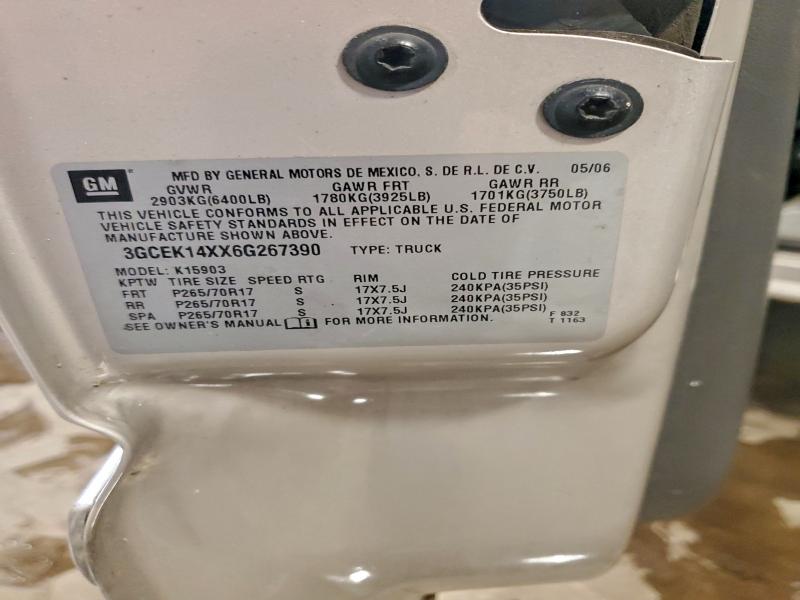 GM MFD BY GENERAL MOTORS DE MEXICO, S. DE R.L. DE C.V. 05/06
GVWR GAWR FRT GAWR RR
2903KG(6400LB) 1780KG(3925LB) 1701KG(3750LB)
THIS VEHICLE CONFORMS TO ALL APPLICABLE U.S. FEDERAL MOTOR
VEHICLE SAFETY STANDARDS IN EFFECT ON THE DATE OF
MANUFACTURE SHOWN ABOVE.
3GCEK14XX6G267390 TYPE: TRUCK
MODEL: K15903
KPTW TIRE SIZE SPEED RTG RIM COLD TIRE PRESSURE
FRT P265/70R17 S 17X7.5J 240KPA(35PSI)
RR P265/70R17 S 17X7.5J 240KPA(35PSI)
SPA P265/70R17 S 17X7.5J 240KPA(35PSI)
SEE OWNER'S MANUAL FOR MORE INFORMATION.
F 832
T 1163